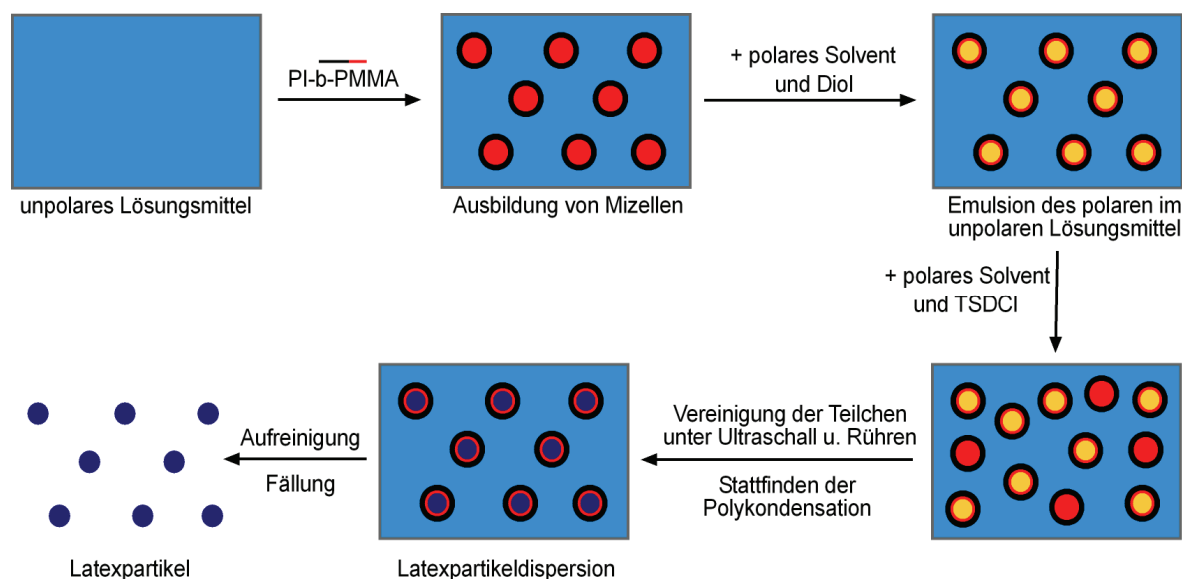 PI-b-PMMA
+ polares Solvent
und Diol
unpolares Lösungsmittel
Ausbildung von Mizellen
Emulsion des polaren im
unpolaren Lösungsmittel
+ polares Solvent
und TSDCI
Vereinigung der Teilchen
unter Ultraschall u. Rühren
Stattfinden der
Polykondensation
Aufreinigung
Fällung
Latexpartikeldispersion
Latexpartikel